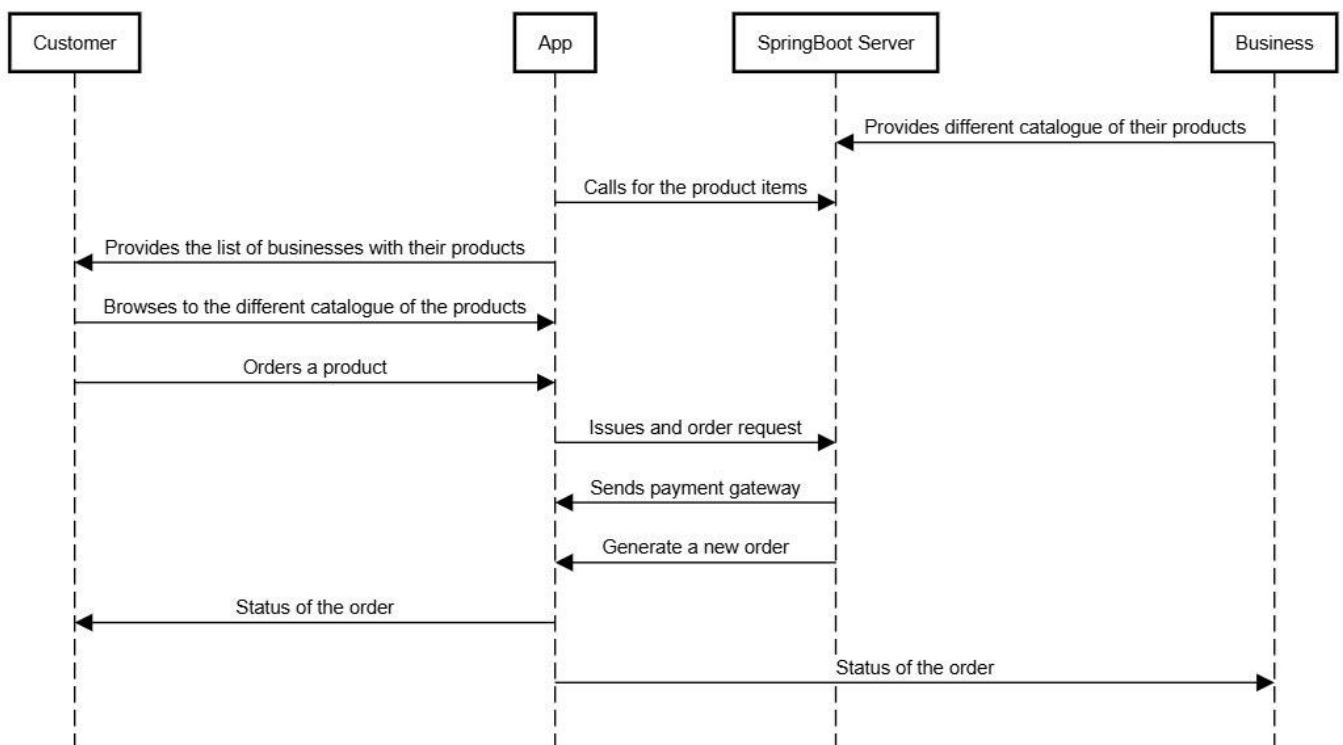 Customer
App
SpringBoot Server
Business
Provides different catalogue of their products
Calls for the product items
Provides the list of businesses with their products
Browses to the different catalogue of the products
Orders a product
Issues and order request
Sends payment gateway
Generate a new order
Status of the order
Status of the order